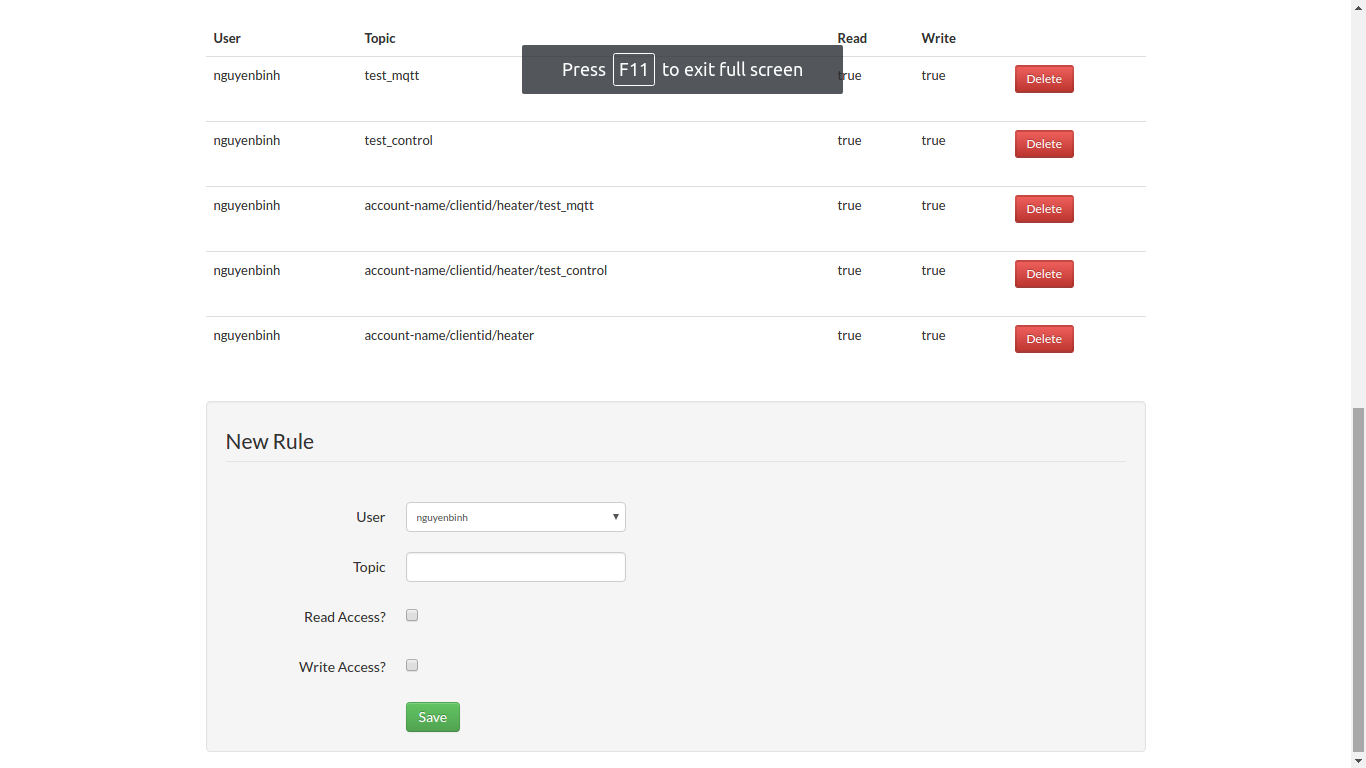 User Topic Read Write
Press F11 to exit full screen
nguyenbinh test_mqtt true true Delete
nguyenbinh test_control true true Delete
nguyenbinh account-name/clientid/heater/test_mqtt true true Delete
nguyenbinh account-name/clientid/heater/test_control true true Delete
nguyenbinh account-name/clientid/heater true true Delete
New Rule
User nguyenbinh
Topic
Read Access?
Write Access?
Save